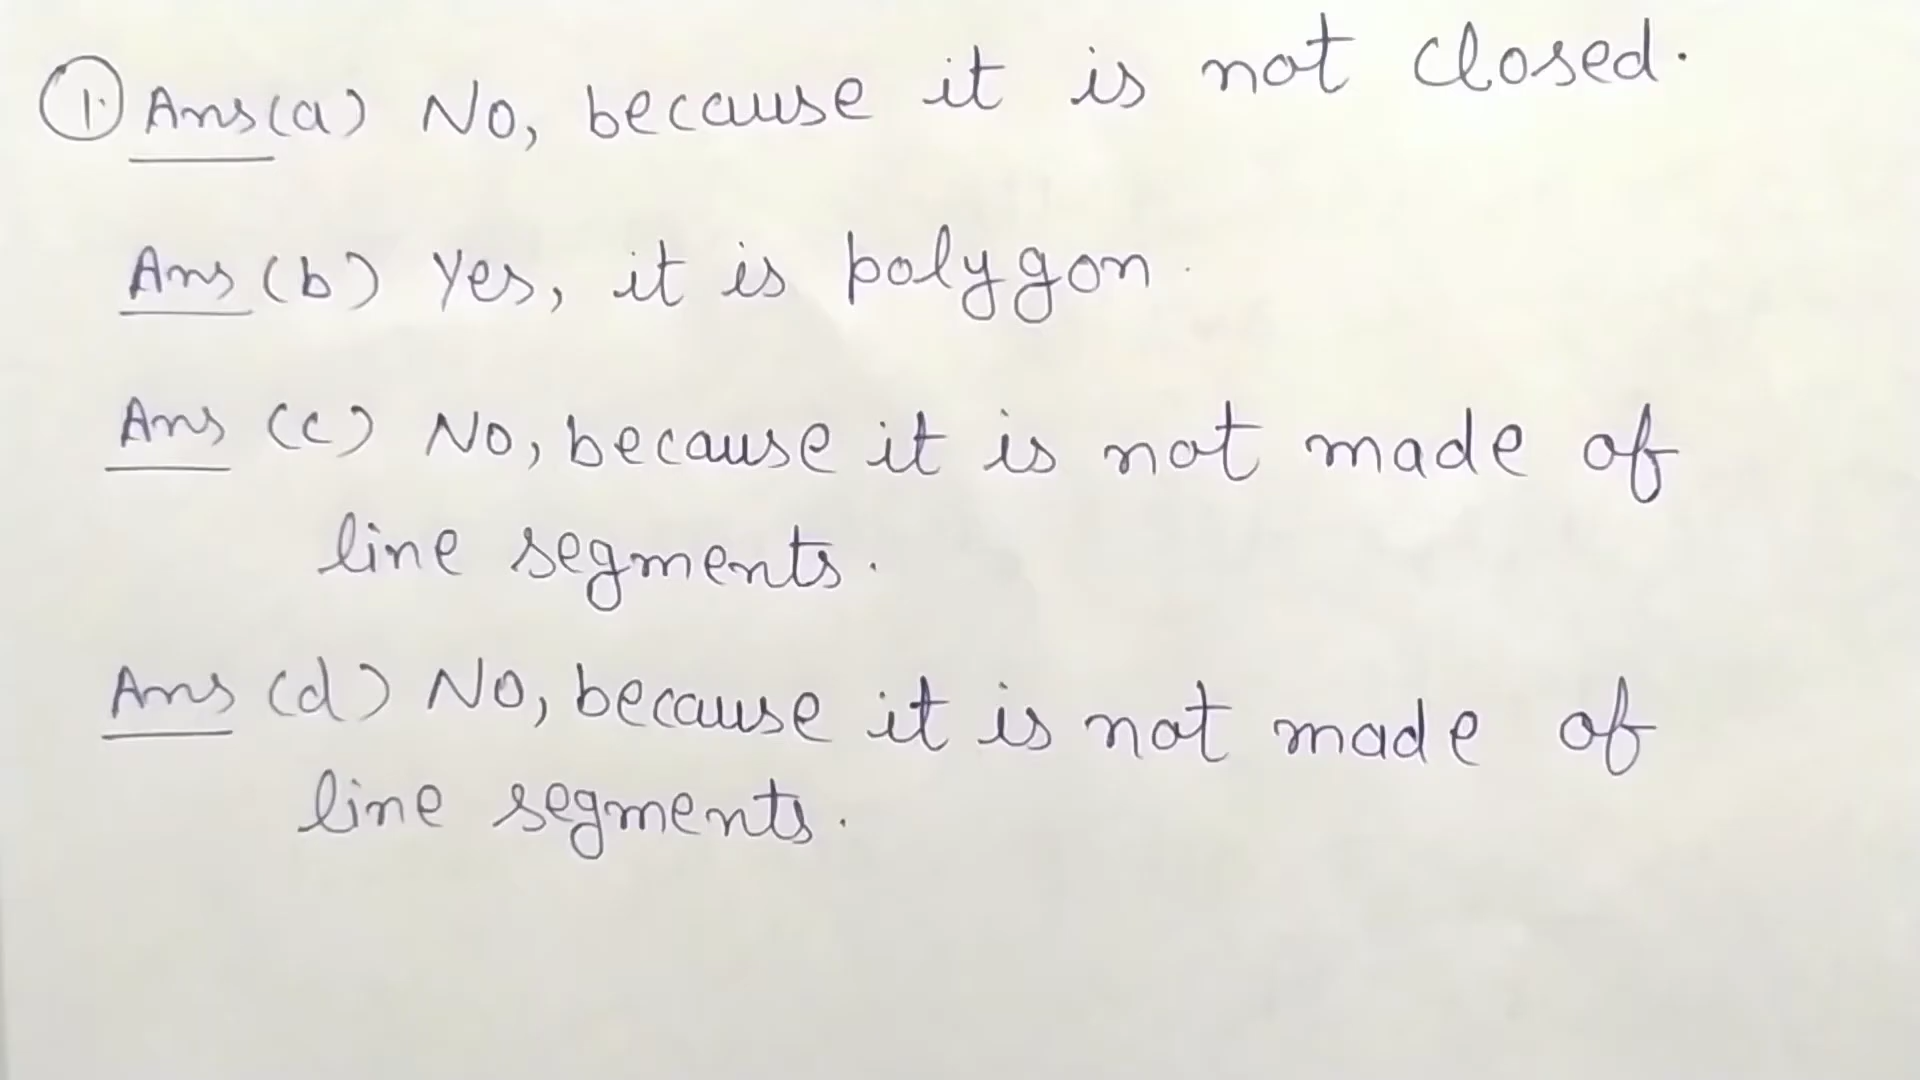 1. Ans(a) No, because it is not closed.
Ans (b) Yes, it is polygon.
Ans (c) No, because it is not made of
line segments.
Ans (d) No, because it is not made of
line segments.